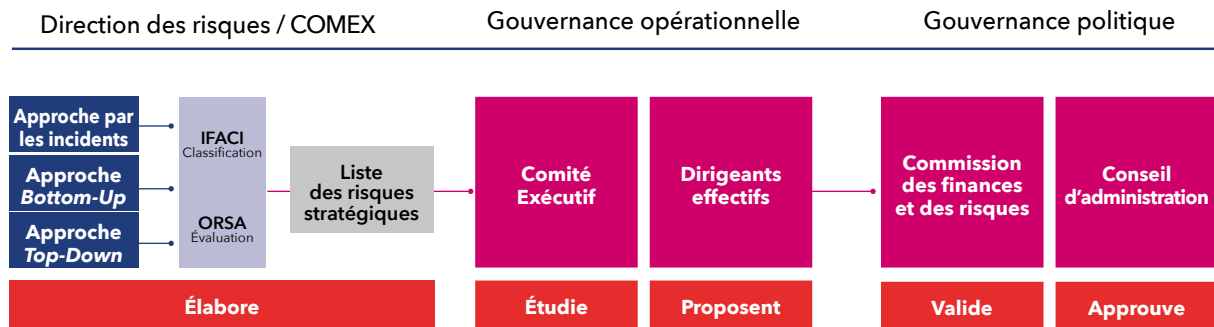 Direction des risques / COMEX
Gouvernance opérationnelle
Gouvernance politique
Approche par
les incidents
Approche
Bottom-Up
Approche
Top-Down
IFACI
Classification
ORSA
Évaluation
Liste
des risques
stratégiques
Comité
Exécutif
Dirigeants
effectifs
Commission
des finances
et des risques
Conseil
d’administration
Élabore
Étudie
Proposent
Valide
Approuve